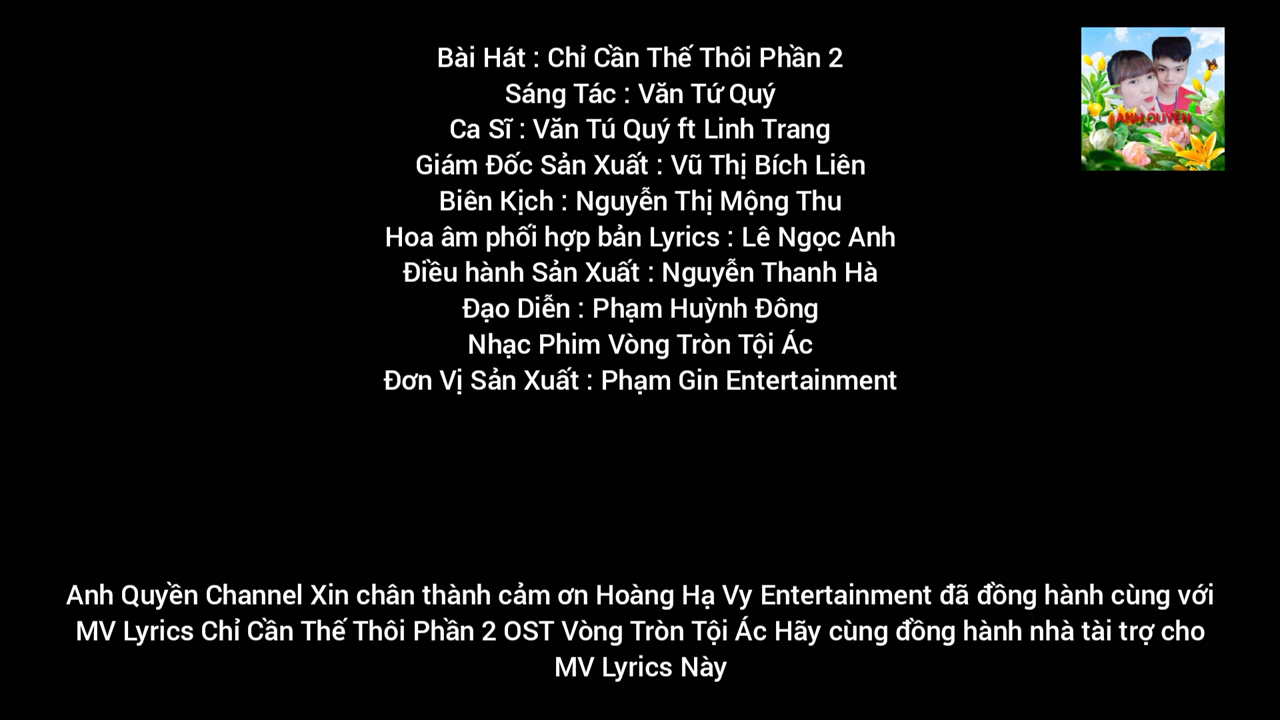 Bài Hát : Chỉ Cần Thế Thôi Phần 2
Sáng Tác : Văn Tứ Quý
Ca Sĩ : Văn Tú Quý ft Linh Trang
Giám Đốc Sản Xuất : Vũ Thị Bích Liên
Biên Kịch : Nguyễn Thị Mộng Thu
Hoa âm phối hợp bản Lyrics : Lê Ngọc Anh
Điều hành Sản Xuất : Nguyễn Thanh Hà
Đạo Diễn : Phạm Huỳnh Đông
Nhạc Phim Vòng Tròn Tội Ác
Đơn Vị Sản Xuất : Phạm Gin Entertainment
ANH QUYỀN
Anh Quyền Channel Xin chân thành cảm ơn Hoàng Hạ Vy Entertainment đã đồng hành cùng với
MV Lyrics Chỉ Cần Thế Thôi Phần 2 OST Vòng Tròn Tội Ác Hãy cùng đồng hành nhà tài trợ cho
MV Lyrics Này